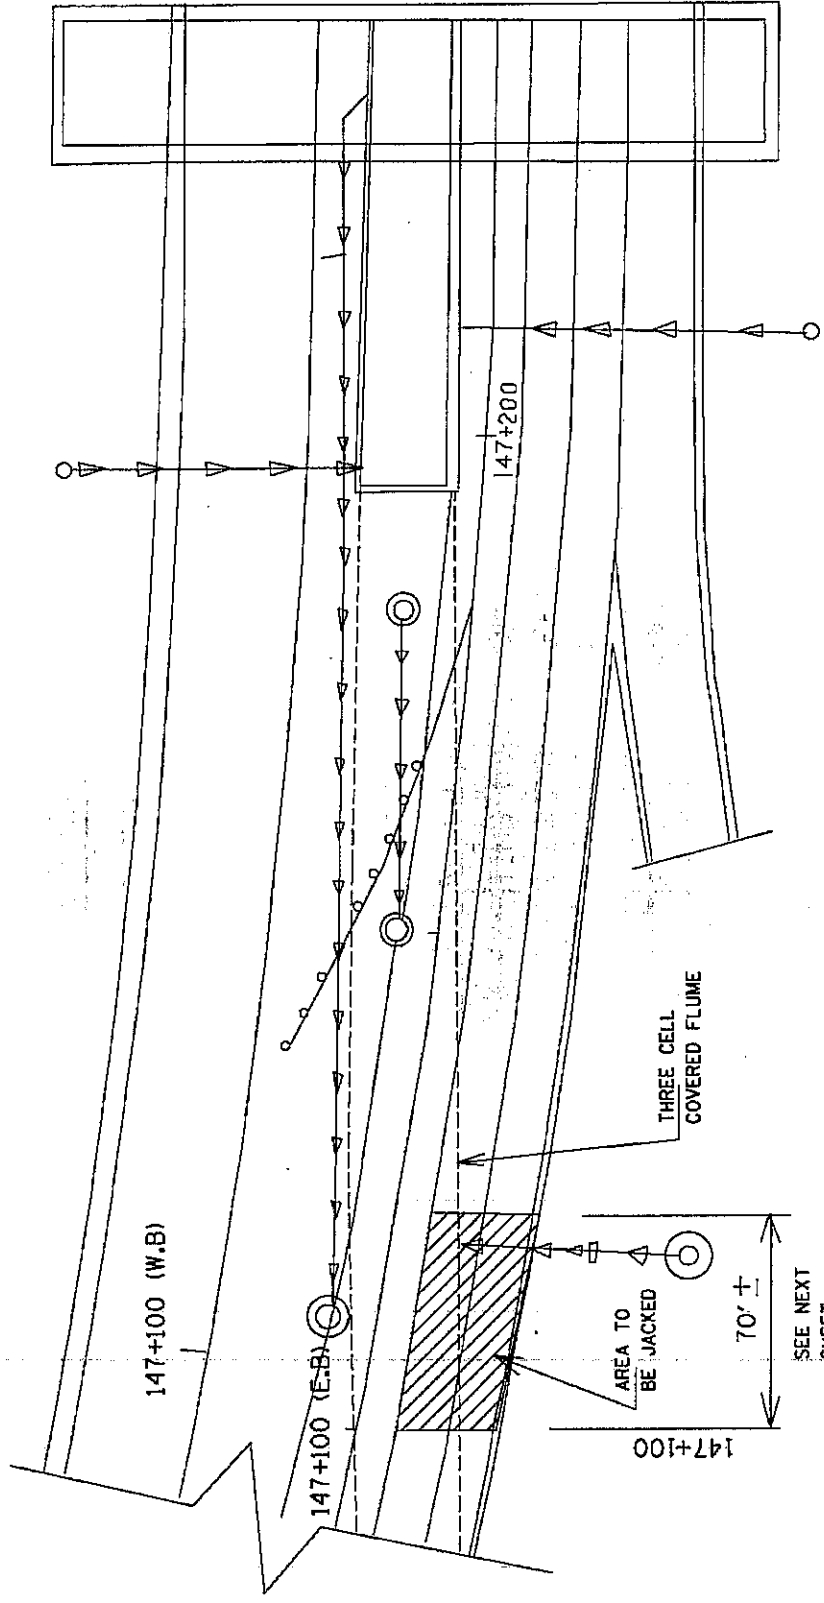 147+100 (W.B)
147+100 (E.B)
147+200
THREE CELL
COVERED FLUME
AREA TO
BE JACKED
70' ±
SEE NEXT
147+100